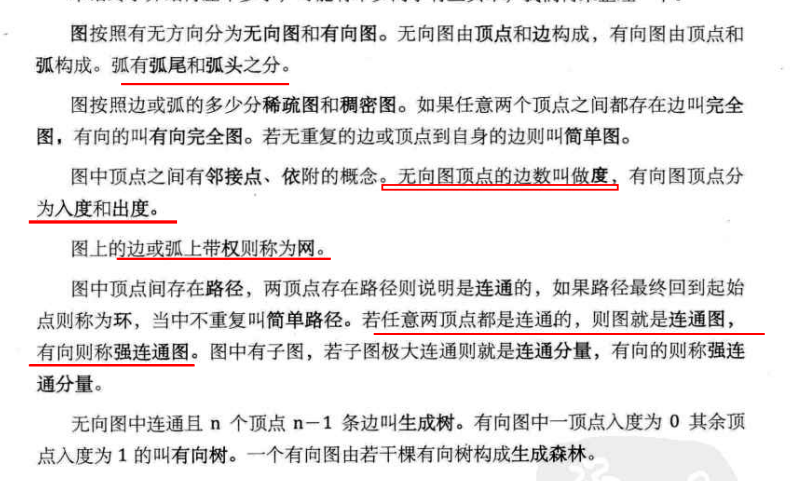 图按照有无方向分为无向图和有向图。无向图由顶点和边构成，有向图由顶点和
弧构成。弧有弧尾和弧头之分。
图按照边或弧的多少分稀疏图和稠密图。如果任意两个顶点之间都存在边叫完全
图，有向的叫有向完全图。若无重复的边或顶点到自身的边则叫简单图。
图中顶点之间有邻接点、依附的概念。无向图顶点的边数叫做度，有向图顶点分
为入度和出度。
图上的边或弧上带权则称为网。
图中顶点间存在路径，两顶点存在路径则说明是连通的，如果路径最终回到起始
点则称为环，当中不重复叫简单路径。若任意两顶点都是连通的，则图就是连通图，
有向则称强连通图。图中有子图，若子图极大连通则就是连通分量，有向的则称强连
通分量。
无向图中连通且 n 个顶点 n-1 条边叫生成树。有向图中一顶点入度为 0 其余顶
点入度为 1 的叫有向树。一个有向图由若干棵有向树构成生成森林。